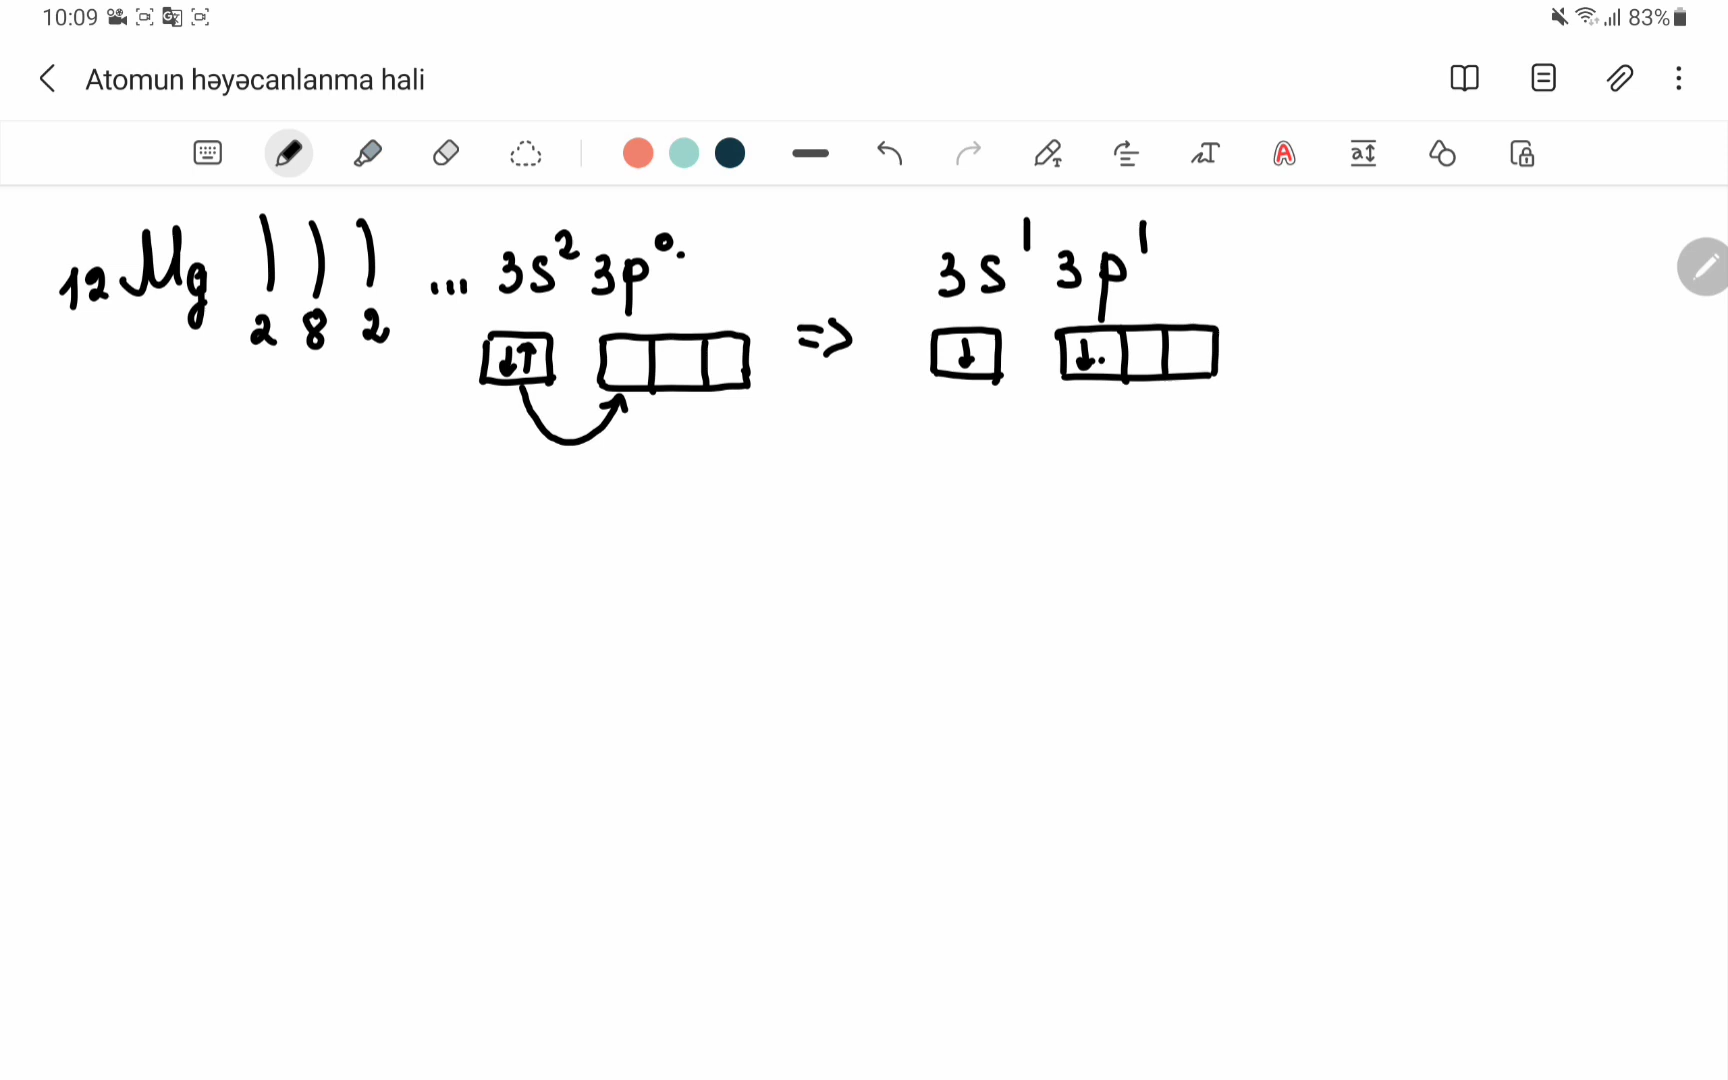 10:09 83%
Atomun həyəcanlanma hali
₁₂Mg ) ) ) ... 3s² 3p⁰ 3s¹ 3p¹
2 8 2
↓↑ => ↓ ↓